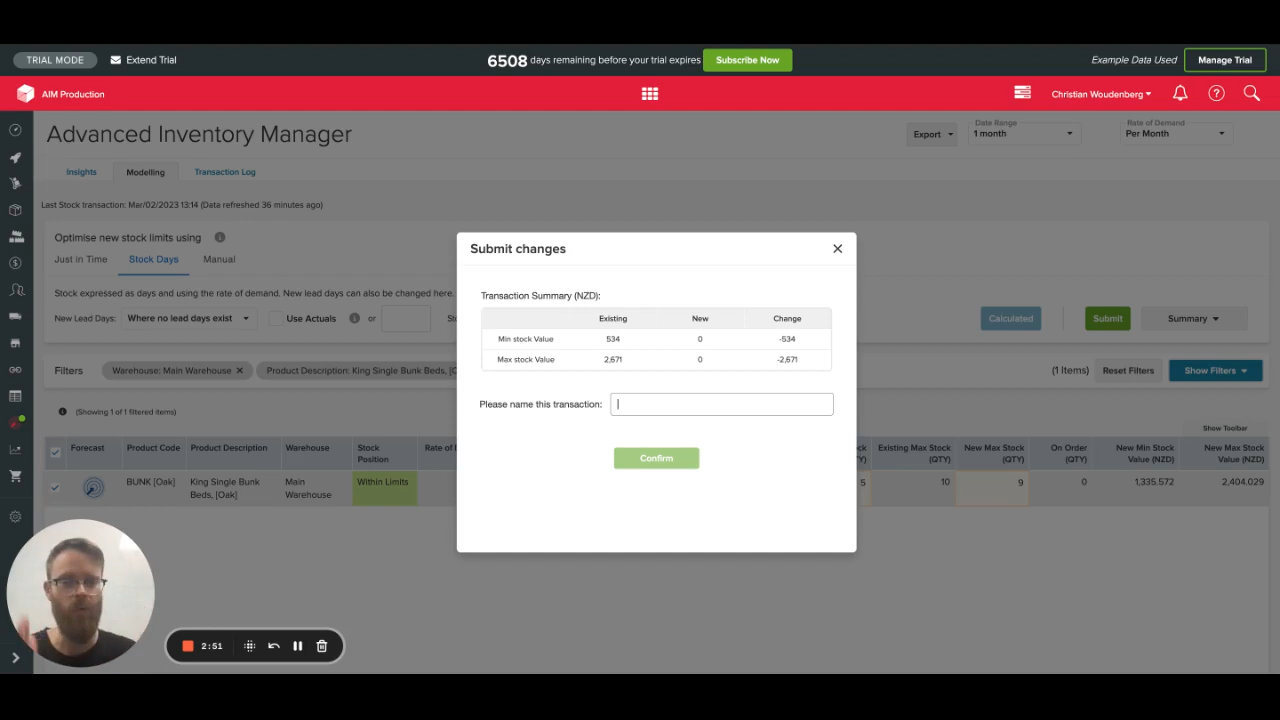 TRIAL MODE
Extend Trial
6508 days remaining before your trial expires
Subscribe Now
Example Data Used
Manage Trial
AIM Production
Christian Woudenberg
Advanced Inventory Manager
Export
Data Range
1 month
Rate of Demand
Per Month
Insights
Modelling
Transaction Log
Last Stock transaction: Mar/02/2023 13:14 (Data refreshed 36 minutes ago)
Optimise new stock limits using
Just in Time
Stock Days
Manual
Stock expressed as days and using the rate of demand. New lead days can also be changed here.
New Lead Days:
Where no lead days exist
Use Actuals
or
Calculated
Submit
Summary
Filters
Warehouse: Main Warehouse
Product Description: King Single Bunk Beds,
(1 Items)
Reset Filters
Show Filters
(Showing 1 of 1 filtered items)
Show Toolbar
Forecast
Product Code
Product Description
Warehouse
Stock Position
Rate of
Existing Max Stock (QTY)
New Max Stock (QTY)
On Order (QTY)
New Min Stock Value (NZD)
New Max Stock Value (NZD)
BUNK [Oak]
King Single Bunk Beds, [Oak]
Main Warehouse
Within Limits
5
10
9
0
1,335.572
2,404.029
Submit changes
Transaction Summary (NZD):
Existing New Change
Min stock Value 534 0 -534
Max stock Value 2,671 0 -2,671
Please name this transaction:
Confirm
2:51